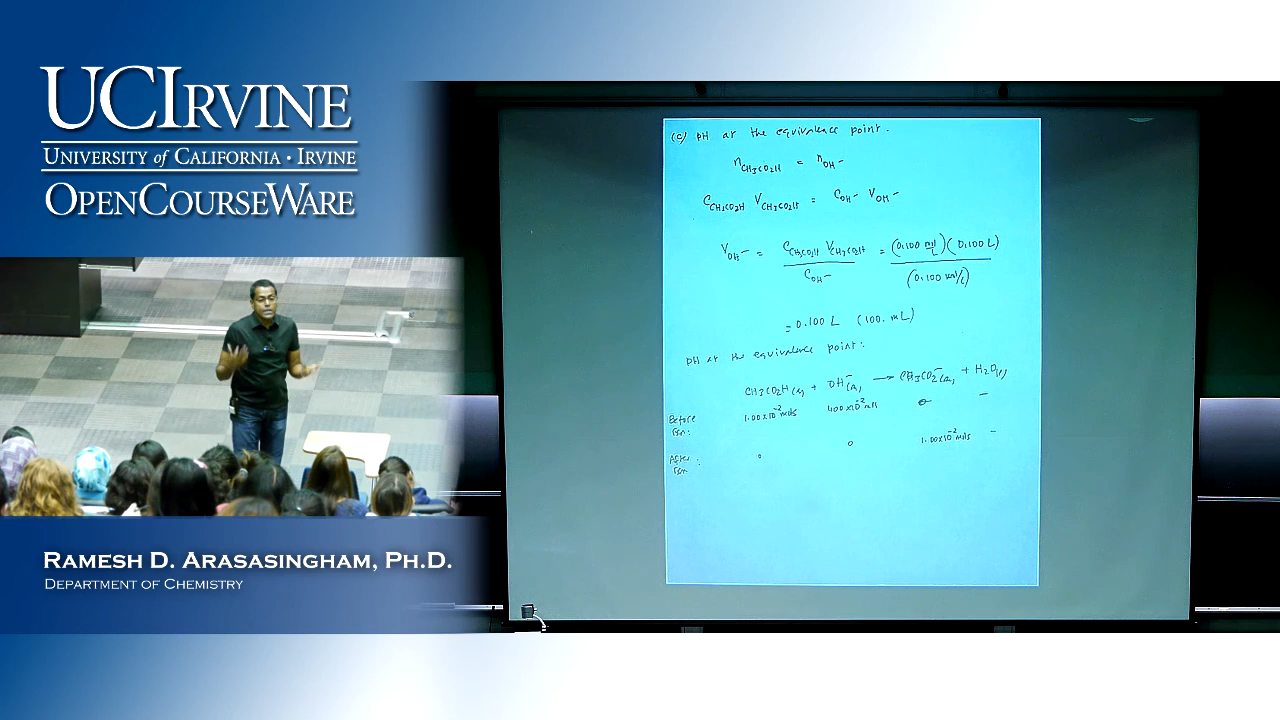 UCIRVINE
UNIVERSITY of CALIFORNIA · IRVINE
OPENCOURSEWARE
RAMESH D. ARASASINGHAM, PH.D.
DEPARTMENT OF CHEMISTRY
(c) pH at the equivalence point.
nCH3CO2H = nOH−
CCH3CO2H VCH3CO2H = COH− VOH−
VOH− = CCH3CO2H VCH3CO2H / COH− = (0.100 mol/L)(0.100 L) / (0.100 mol/L)
= 0.100 L (100. mL)
pH at the equivalence point:
CH3CO2H(aq) + OH−(aq) → CH3CO2−(aq) + H2O(l)
Before rxn: 1.00×10−2 mols 1.00×10−2 mols 0 −
After rxn: 0 0 1.00×10−2 mols −